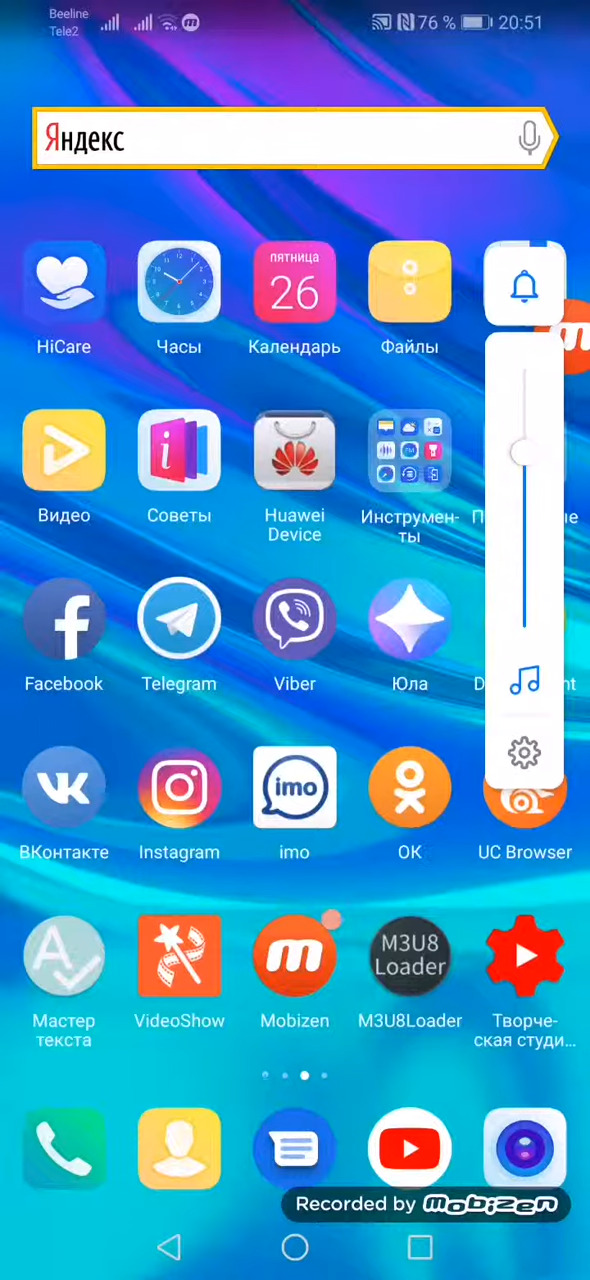 Beeline
Tele2
76 %
20:51
Яндекс
пятница
26
HiCare
Часы
Календарь
Файлы
Видео
Советы
Huawei
Device
Инструмен-
ты
Facebook
Telegram
Viber
Юла
imo
ВКонтакте
Instagram
imo
OK
UC Browser
M3U8
Loader
Мастер
текста
VideoShow
Mobizen
M3U8Loader
Творче-
ская студи...
Recorded by mobizen